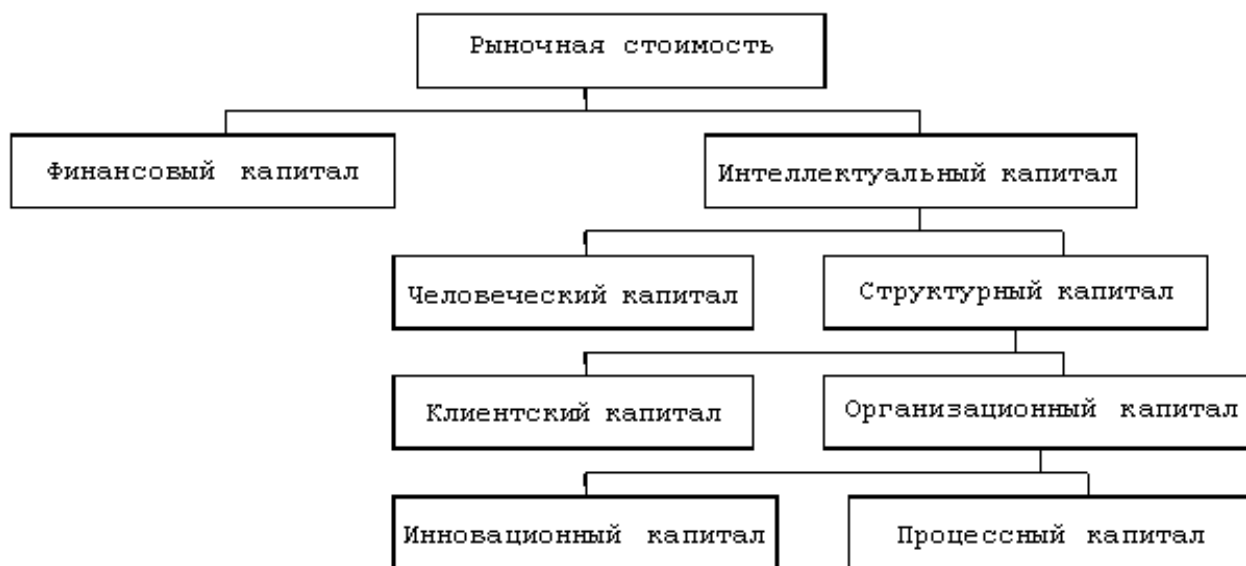 Рыночная стоимость
Финансовый капитал
Интеллектуальный капитал
Человеческий капитал
Структурный капитал
Клиентский капитал
Организационный капитал
Инновационный капитал
Процессный капитал